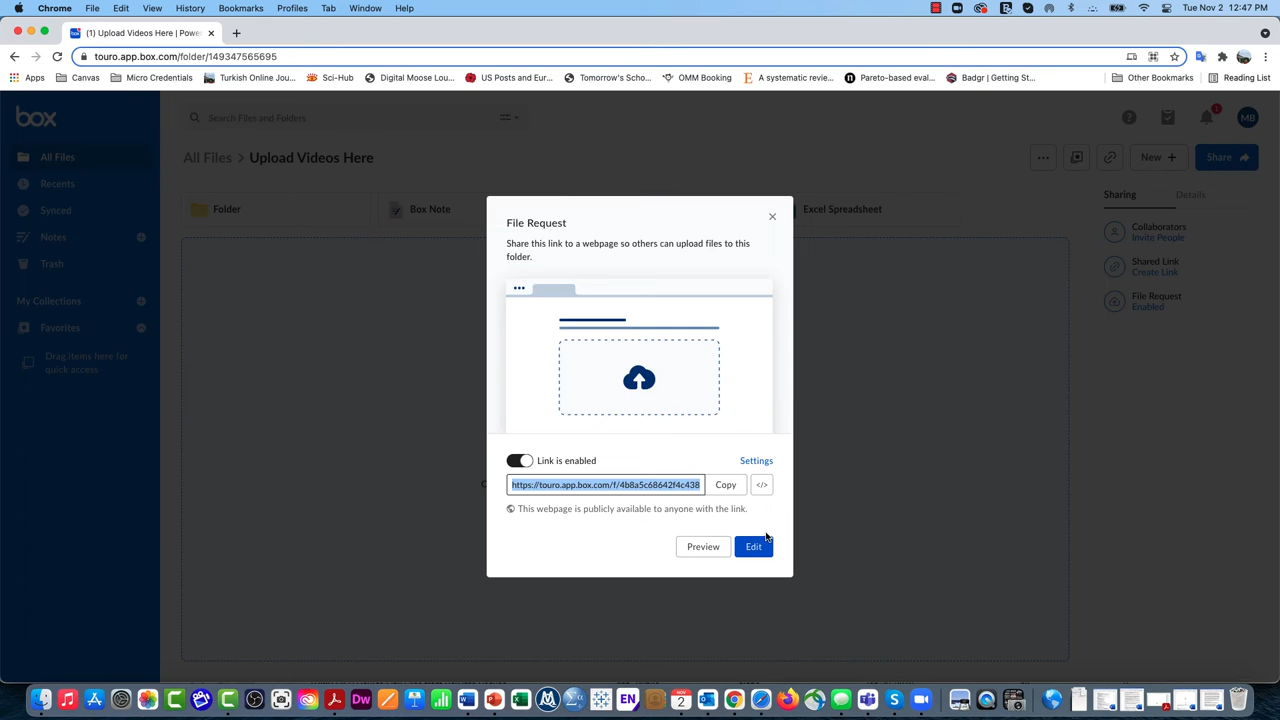 Chrome File Edit View History Bookmarks Profiles Tab Window Help Tue Nov 2 12:47 PM
(1) Upload Videos Here | Powe
touro.app.box.com/folder/149347565695
Apps Canvas Micro Credentials Turkish Online Jou... Sci-Hub Digital Moose Lou... US Posts and Eur... Tomorrow's Scho... OMM Booking A systematic revie... Pareto-based eval... Badgr | Getting St... Other Bookmarks Reading List
box
Search Files and Folders
1
MB
All Files
Recents
Synced
Notes
Trash
My Collections
Favorites
Drag items here for
quick access
All Files > Upload Videos Here
New +
Share
Folder
Box Note
Excel Spreadsheet
Sharing Details
Collaborators
Invite People
Shared Link
Create Link
File Request
Enabled
File Request
Share this link to a webpage so others can upload files to this
folder.
Link is enabled
Settings
https://touro.app.box.com/f/4b8a5c68642f4c438
Copy
</>
This webpage is publicly available to anyone with the link.
Preview
Edit
Dw
EN
NOV
2